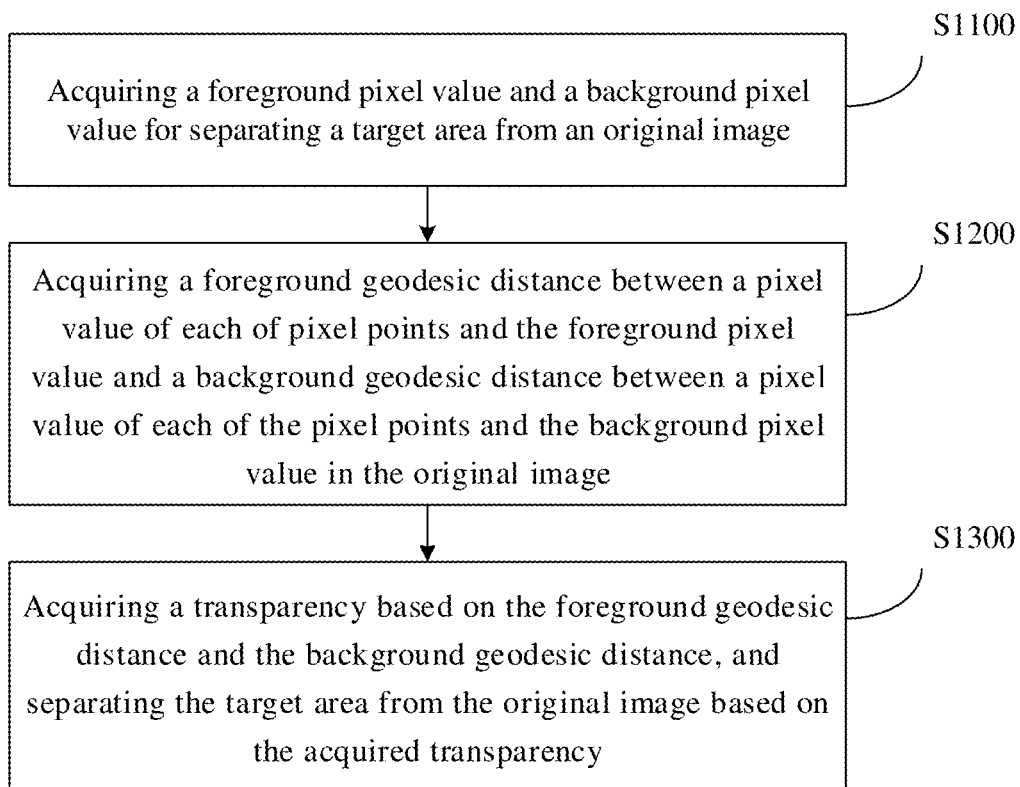 S1100
Acquiring a foreground pixel value and a background pixel
value for separating a target area from an original image
S1200
Acquiring a foreground geodesic distance between a pixel
value of each of pixel points and the foreground pixel
value and a background geodesic distance between a pixel
value of each of the pixel points and the background pixel
value in the original image
S1300
Acquiring a transparency based on the foreground geodesic
distance and the background geodesic distance, and
separating the target area from the original image based on
the acquired transparency